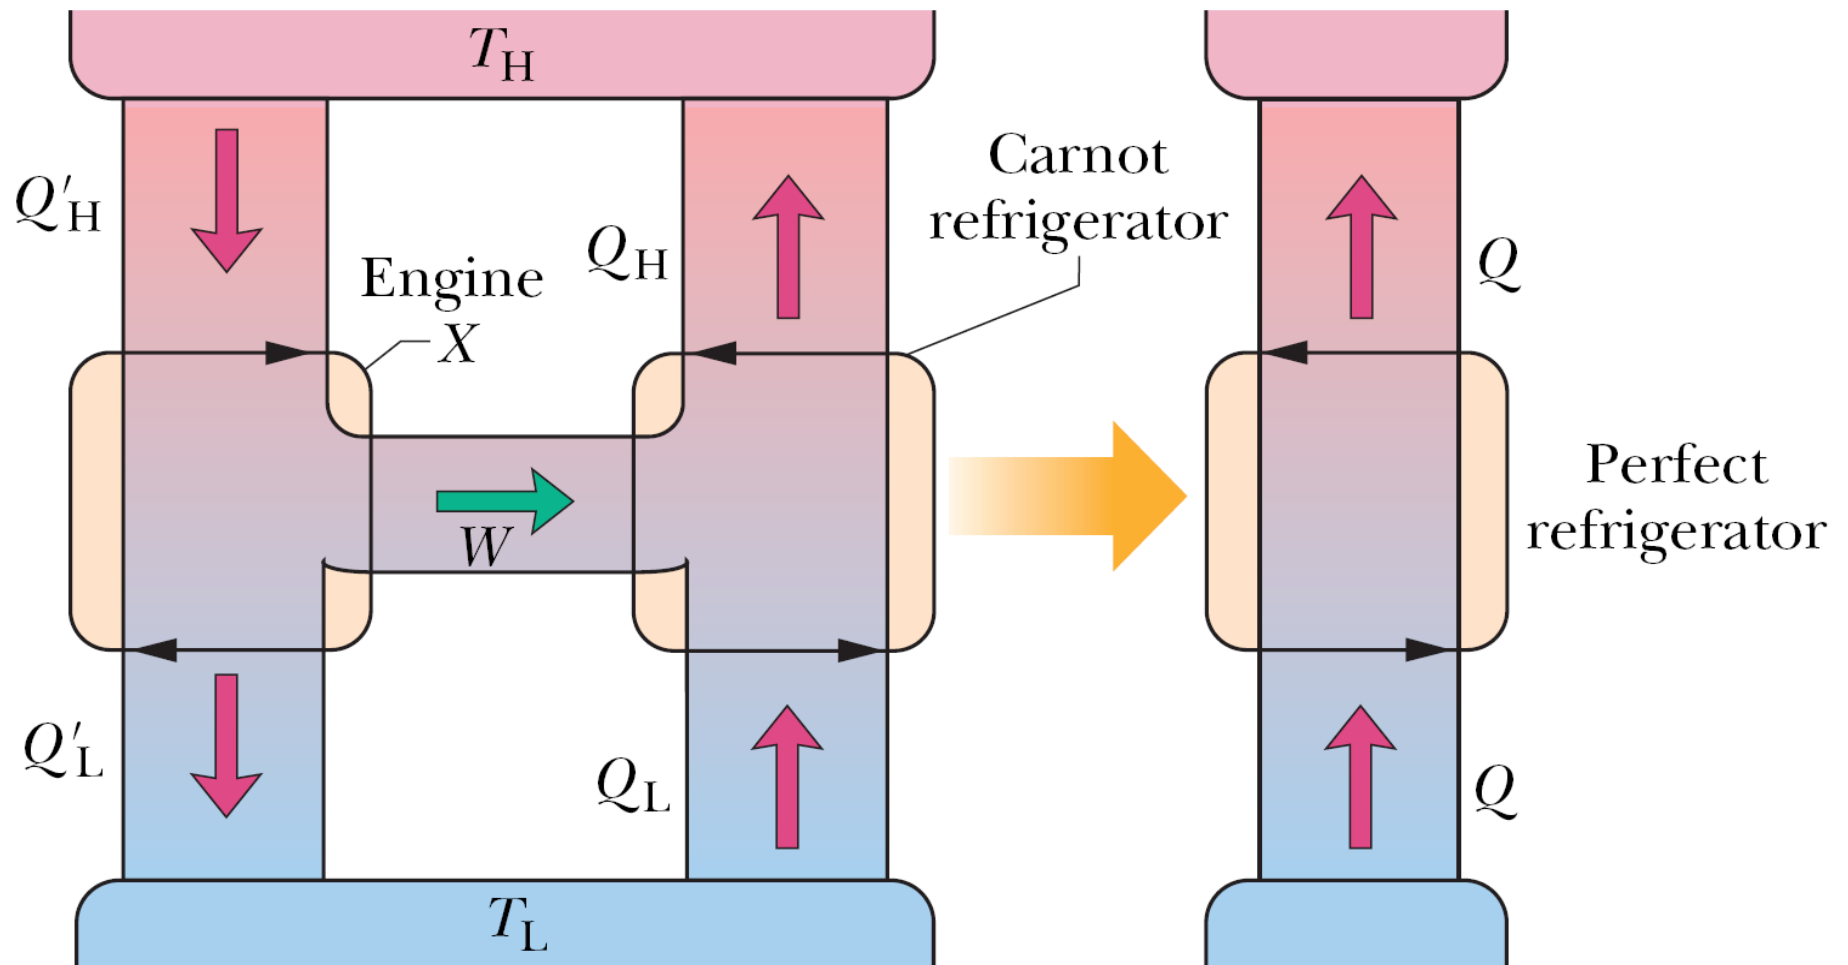 T_H
Carnot
refrigerator
Q′_H
Q_H
Q
Engine
X
Perfect
refrigerator
W
Q′_L
Q_L
Q
T_L